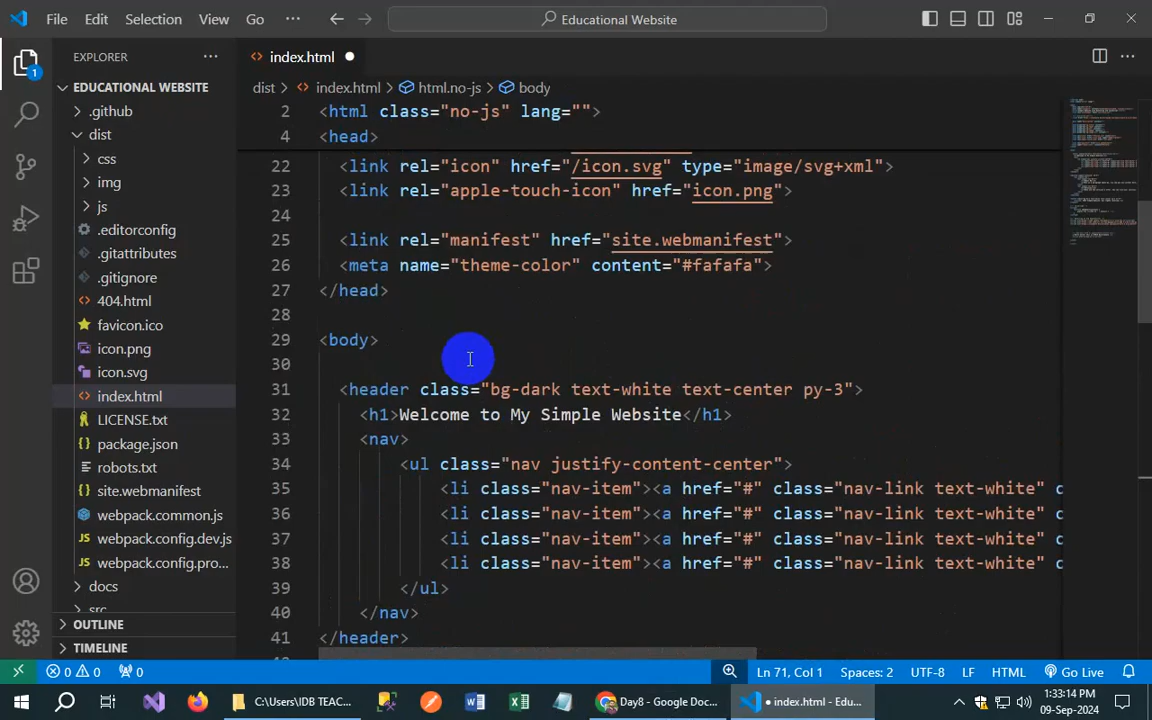 File Edit Selection View Go ··· Educational Website
EXPLORER ···
index.html
EDUCATIONAL WEBSITE
dist > index.html > html.no-js > body
.github
dist
css
img
js
.editorconfig
.gitattributes
.gitignore
404.html
favicon.ico
icon.png
icon.svg
index.html
LICENSE.txt
package.json
robots.txt
site.webmanifest
webpack.common.js
webpack.config.dev.js
webpack.config.pro...
docs
src
OUTLINE
TIMELINE
2 <html class="no-js" lang="">
4 <head>
22 <link rel="icon" href="/icon.svg" type="image/svg+xml">
23 <link rel="apple-touch-icon" href="icon.png">
24
25 <link rel="manifest" href="site.webmanifest">
26 <meta name="theme-color" content="#fafafa">
27 </head>
28
29 <body>
30
31 <header class="bg-dark text-white text-center py-3">
32 <h1>Welcome to My Simple Website</h1>
33 <nav>
34 <ul class="nav justify-content-center">
35 <li class="nav-item"><a href="#" class="nav-link text-white" c
36 <li class="nav-item"><a href="#" class="nav-link text-white" c
37 <li class="nav-item"><a href="#" class="nav-link text-white" c
38 <li class="nav-item"><a href="#" class="nav-link text-white" c
39 </ul>
40 </nav>
41 </header>
0 0 0 Ln 71, Col 1 Spaces: 2 UTF-8 LF HTML Go Live
C:\Users\IDB TEAC... Day8 - Google Doc... index.html - Edu... 1:33:14 PM
09-Sep-2024